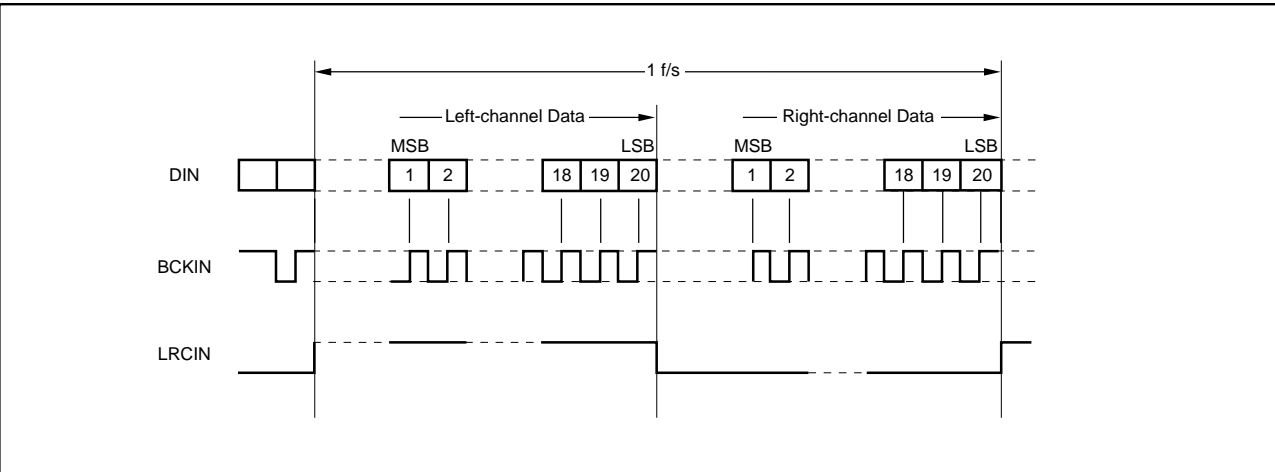 1 f/s
Left-channel Data Right-channel Data
MSB LSB MSB LSB
DIN 1 2 18 19 20 1 2 18 19 20
BCKIN
LRCIN